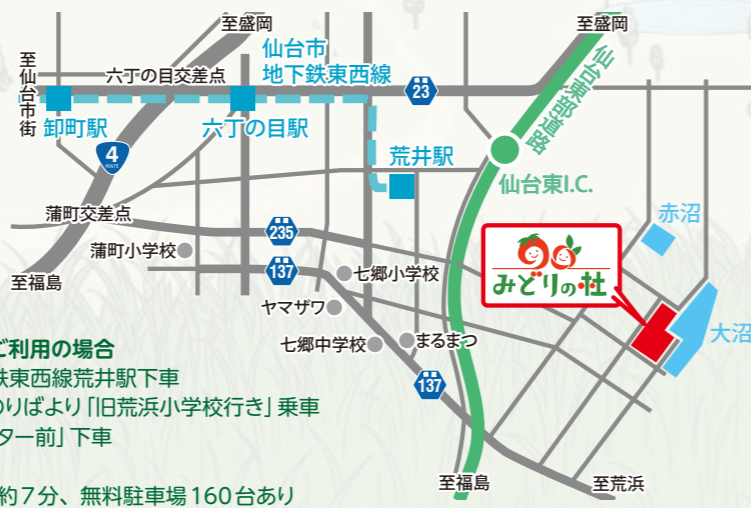 至盛岡
至盛岡
仙台市
地下鉄東西線
至仙台市街
六丁の目交差点
23
仙台東部道路
卸町駅
六丁の目駅
4
ROUTE
荒井駅
仙台東I.C.
蒲町交差点
赤沼
235
蒲町小学校
みどりの杜
137
七郷小学校
至福島
ヤマザワ
大沼
七郷中学校
まるまつ
ご利用の場合
鉄東西線荒井駅下車
137
のりばより「旧荒浜小学校行き」乗車
ター前」下車
至福島
至荒浜
約7分、無料駐車場160台あり